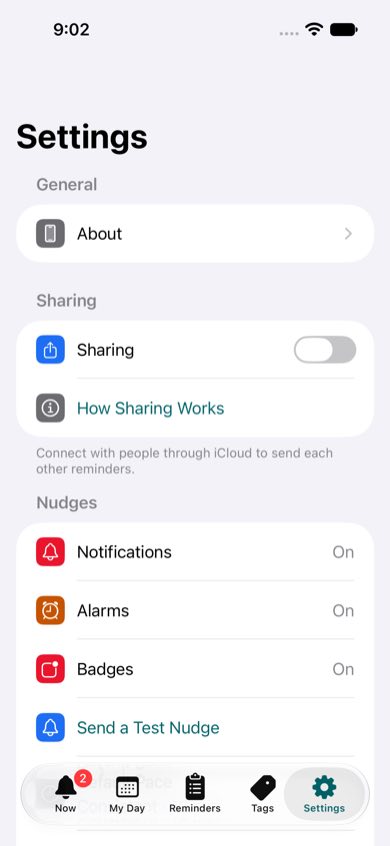 9:02
Settings
General
About
Sharing
Sharing
How Sharing Works
Connect with people through iCloud to send each
other reminders.
Nudges
Notifications On
Alarms On
Badges On
Send a Test Nudge
2
Now My Day Reminders Tags Settings